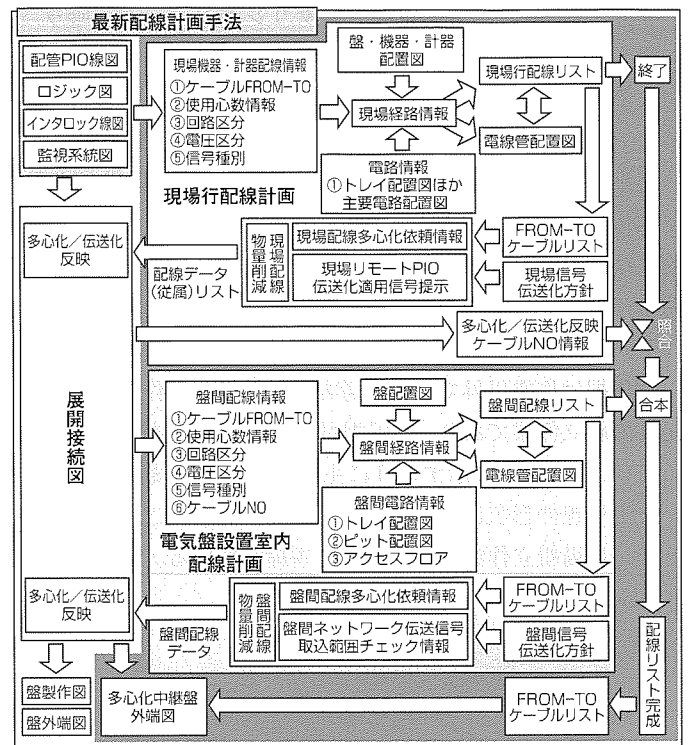 最新配線計画手法
配管PIO線図
ロジック図
インタロック線図
監視系統図
現場機器・計器配線情報
①ケーブルFROM-TO
②使用心数情報
③回路区分
④電圧区分
⑤信号種別
盤・機器・計器
配置図
現場経路情報
電路情報
①トレイ配置図ほか
主要電路配置図
現場行配線リスト
電線管配置図
終了
現場行配線計画
多心化/伝送化
反映
配線データ
(従属)リスト
現場配線
物量削減
現場配線多心化依頼情報
現場リモートPIO
伝送化適用信号提示
FROM-TO
ケーブルリスト
現場信号
伝送化方針
多心化/伝送化反映
ケーブルNO情報
照合
展開接続図
盤間配線情報
①ケーブルFROM-TO
②使用心数情報
③回路区分
④電圧区分
⑤信号種別
⑥ケーブルNO
盤配置図
盤間経路情報
盤間電路情報
①トレイ配置図
②ピット配置図
③アクセスフロア
盤間配線リスト
電線管配置図
合本
電気盤設置室内
配線計画
多心化/伝送化
反映
盤間配線
データ
盤間配線
物量削減
盤間配線多心化依頼情報
盤間ネットワーク伝送信号
取込範囲チェック情報
FROM-TO
ケーブルリスト
盤間信号
伝送化方針
配線リスト完成
盤製作図
盤外端図
多心化中継盤
外端図
FROM-TO
ケーブルリスト